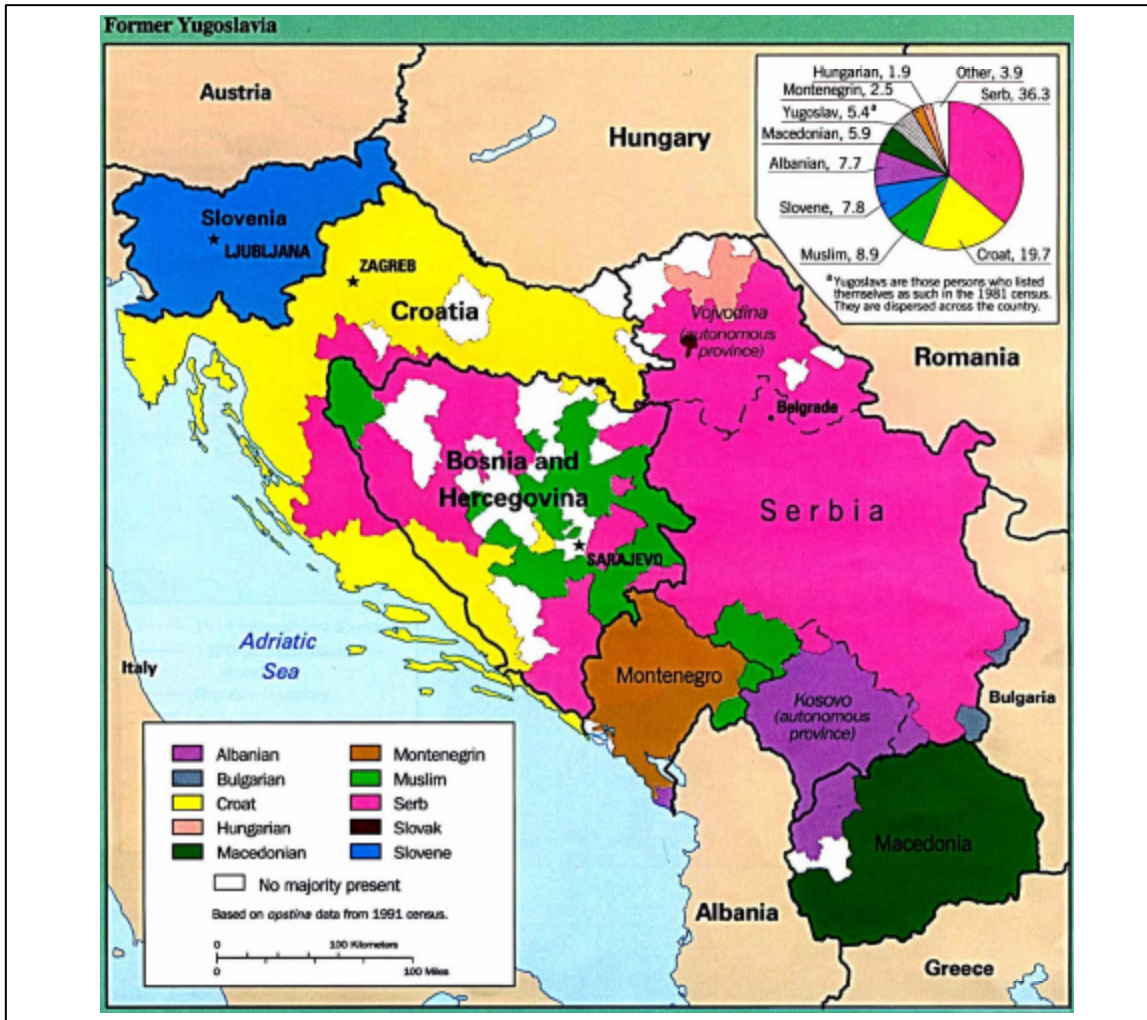 Former Yugoslavia
Austria
Hungary
Hungarian, 1.9
Other, 3.9
Montenegrin, 2.5
Serb, 36.3
Yugoslav, 5.4ª
Macedonian, 5.9
Albanian, 7.7
Slovene, 7.8
Muslim, 8.9
Croat, 19.7
ªYugoslavs are those persons who listed
themselves as such in the 1981 census.
They are dispersed across the country.
Slovenia
LJUBLJANA
ZAGREB
Croatia
Vojvodina
(autonomous
province)
Romania
Belgrade
Bosnia and
Hercegovina
Serbia
SARAJEVO
Adriatic
Sea
Italy
Montenegro
Kosovo
(autonomous
province)
Bulgaria
Macedonia
Albania
Greece
Albanian
Bulgarian
Croat
Hungarian
Macedonian
Montenegrin
Muslim
Serb
Slovak
Slovene
No majority present
Based on opstina data from 1991 census.
0 100 Kilometers
0 100 Miles